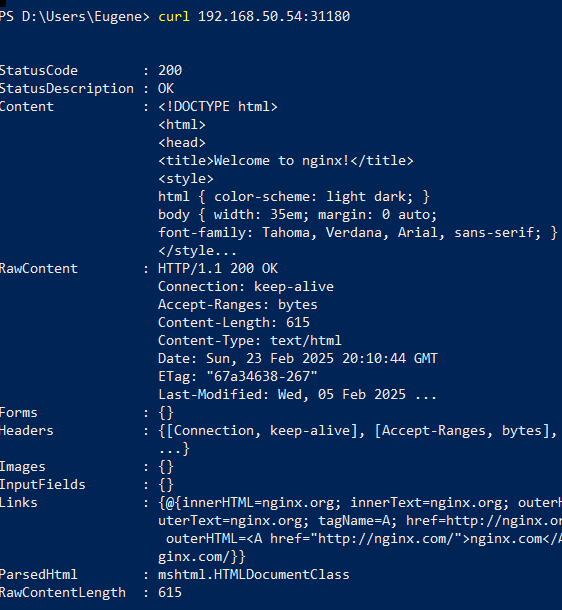 PS D:\Users\Eugene> curl 192.168.50.54:31180
StatusCode        : 200
StatusDescription : OK
Content           : <!DOCTYPE html>
                    <html>
                    <head>
                    <title>Welcome to nginx!</title>
                    <style>
                    html { color-scheme: light dark; }
                    body { width: 35em; margin: 0 auto;
                    font-family: Tahoma, Verdana, Arial, sans-serif; }
                    </style...
RawContent        : HTTP/1.1 200 OK
                    Connection: keep-alive
                    Accept-Ranges: bytes
                    Content-Length: 615
                    Content-Type: text/html
                    Date: Sun, 23 Feb 2025 20:10:44 GMT
                    ETag: "67a34638-267"
                    Last-Modified: Wed, 05 Feb 2025 ...
Forms             : {}
Headers           : {[Connection, keep-alive], [Accept-Ranges, bytes],
                    ...}
Images            : {}
InputFields       : {}
Links             : {@{innerHTML=nginx.org; innerText=nginx.org; outerH
                    uterText=nginx.org; tagName=A; href=http://nginx.or
                     outerHTML=<A href="http://nginx.com/">nginx.com</A
                    ginx.com/}}
ParsedHtml        : mshtml.HTMLDocumentClass
RawContentLength  : 615